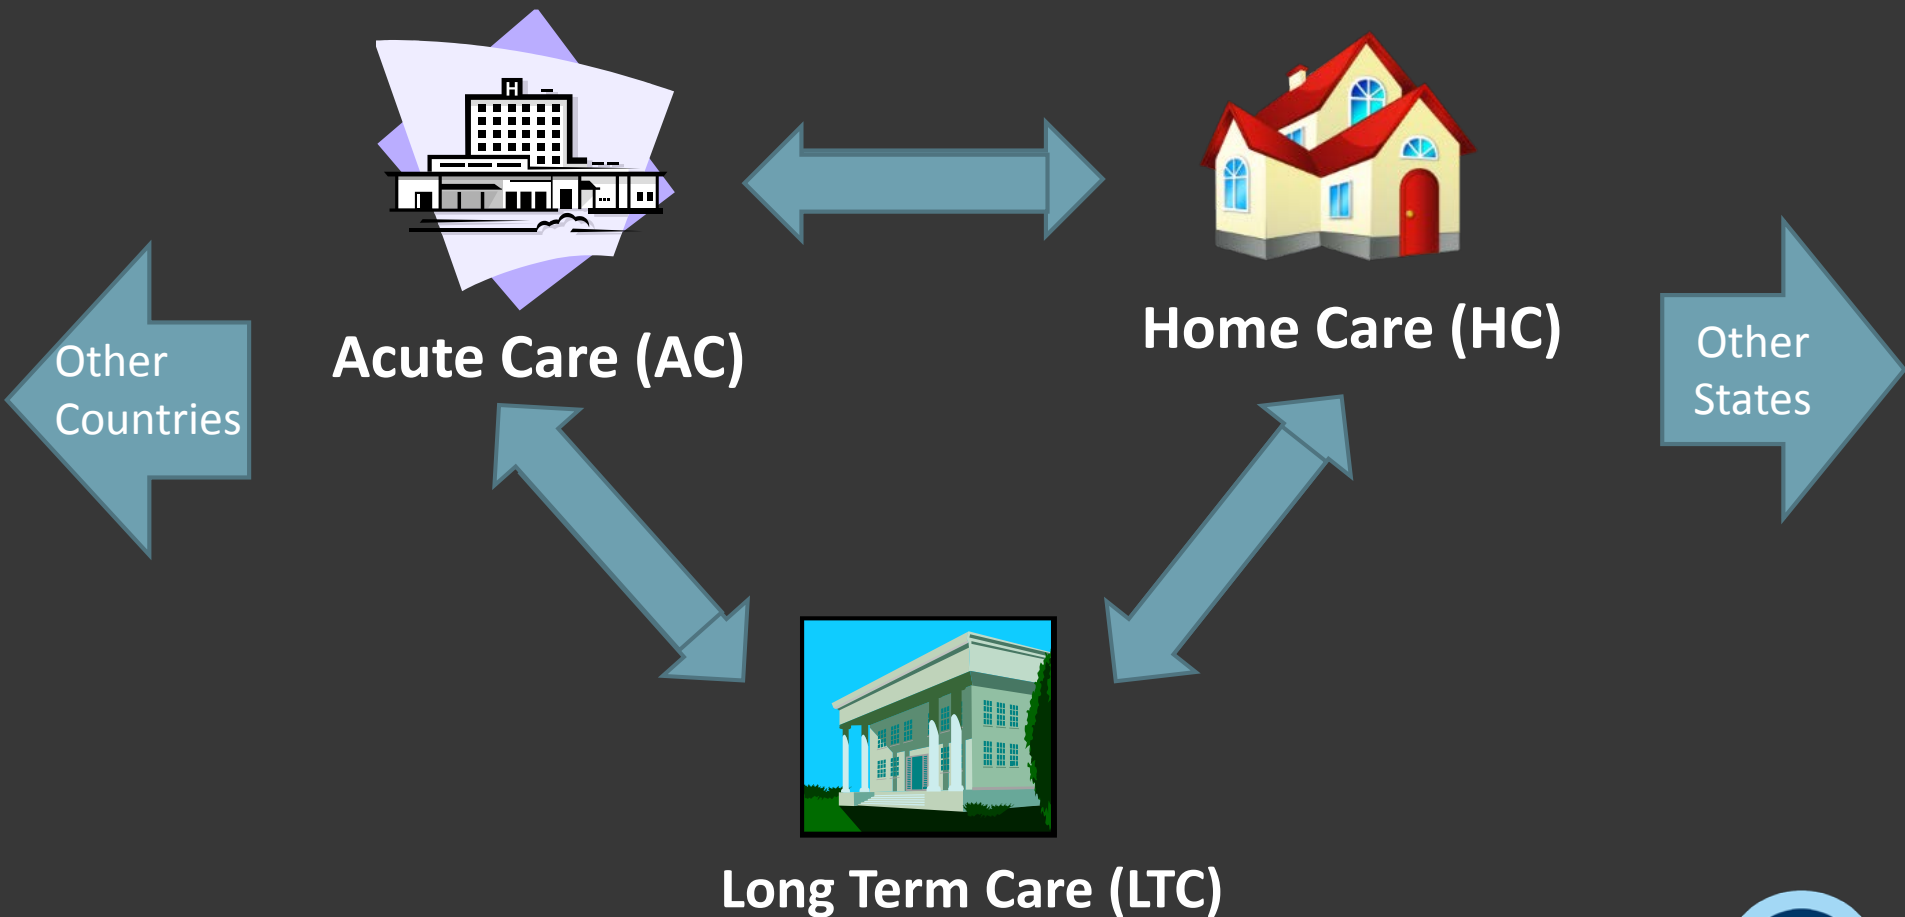 H
Acute Care (AC)
Home Care (HC)
Other
Countries
Other
States
Long Term Care (LTC)